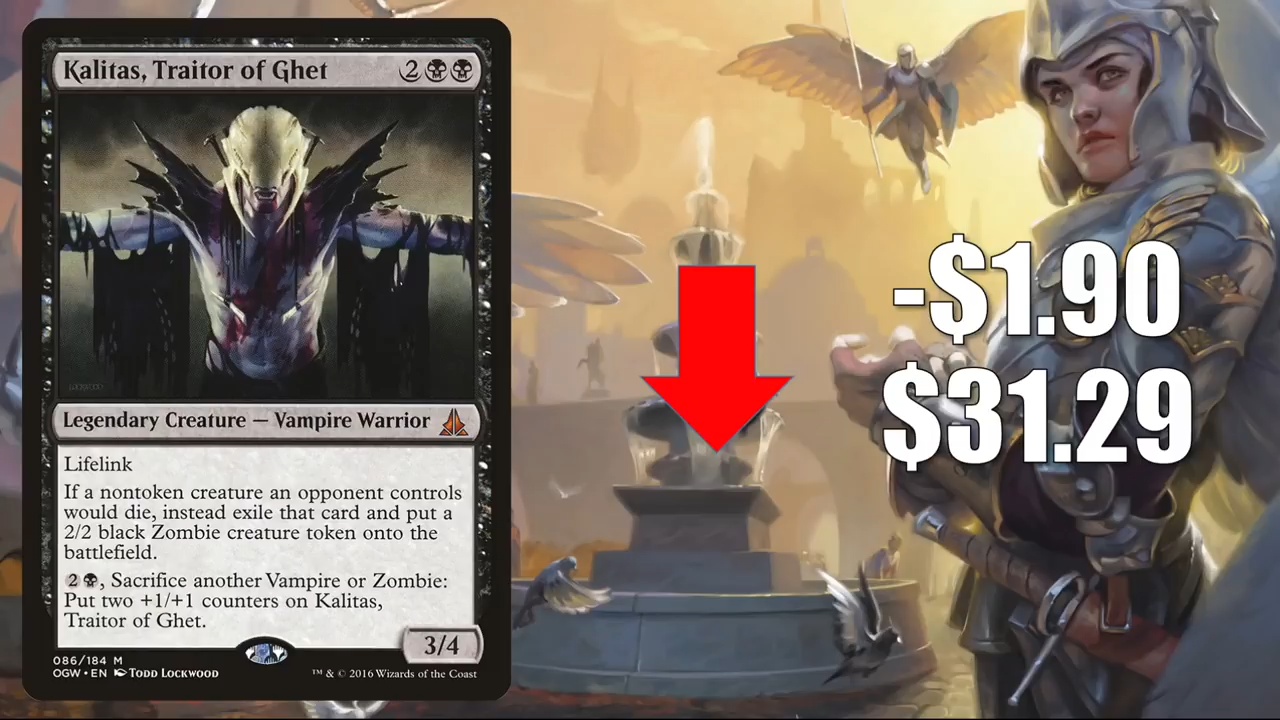 Kalitas, Traitor of Ghet 2
Legendary Creature — Vampire Warrior
Lifelink
If a nontoken creature an opponent controls
would die, instead exile that card and put a
2/2 black Zombie creature token onto the
battlefield.
2, Sacrifice another Vampire or Zombie:
Put two +1/+1 counters on Kalitas,
Traitor of Ghet.
3/4
086/184 M
OGW • EN Todd Lockwood
™ & © 2016 Wizards of the Coast
-$1.90
$31.29